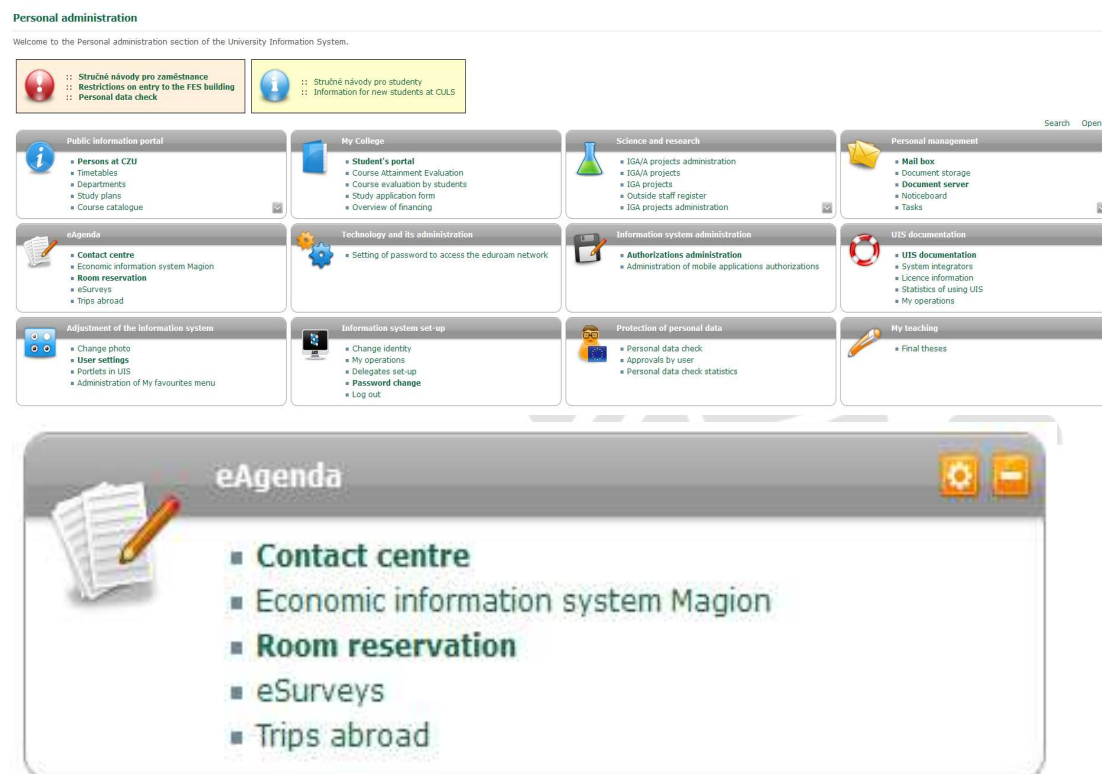 Personal administration
Welcome to the Personal administration section of the University Information System.
:: Stručné návody pro zaměstnance
:: Restrictions on entry to the FES building
:: Personal data check
:: Stručné návody pro studenty
:: Information for new students at CULS
Search Open
Public information portal
Persons at CZU
Timetables
Departments
Study plans
Course catalogue
My College
Student's portal
Course Attainment Evaluation
Course evaluation by students
Study application form
Overview of financing
Science and research
IGA/A projects administration
IGA/A projects
IGA projects
Outside staff register
IGA projects administration
Personal management
Mail box
Document storage
Document server
Noticeboard
Tasks
eAgenda
Contact centre
Economic information system Magion
Room reservation
eSurveys
Trips abroad
Technology and its administration
Setting of password to access the eduroam network
Information system administration
Authorizations administration
Administration of mobile applications authorizations
UIS documentation
UIS documentation
System integrators
Licence information
Statistics of using UIS
My operations
Adjustment of the information system
Change photo
User settings
Portlets in UIS
Administration of My favourites menu
Information system set-up
Change identity
My operations
Delegates set-up
Password change
Log out
Protection of personal data
Personal data check
Approvals by user
Personal data check statistics
My teaching
Final theses
eAgenda
Contact centre
Economic information system Magion
Room reservation
eSurveys
Trips abroad